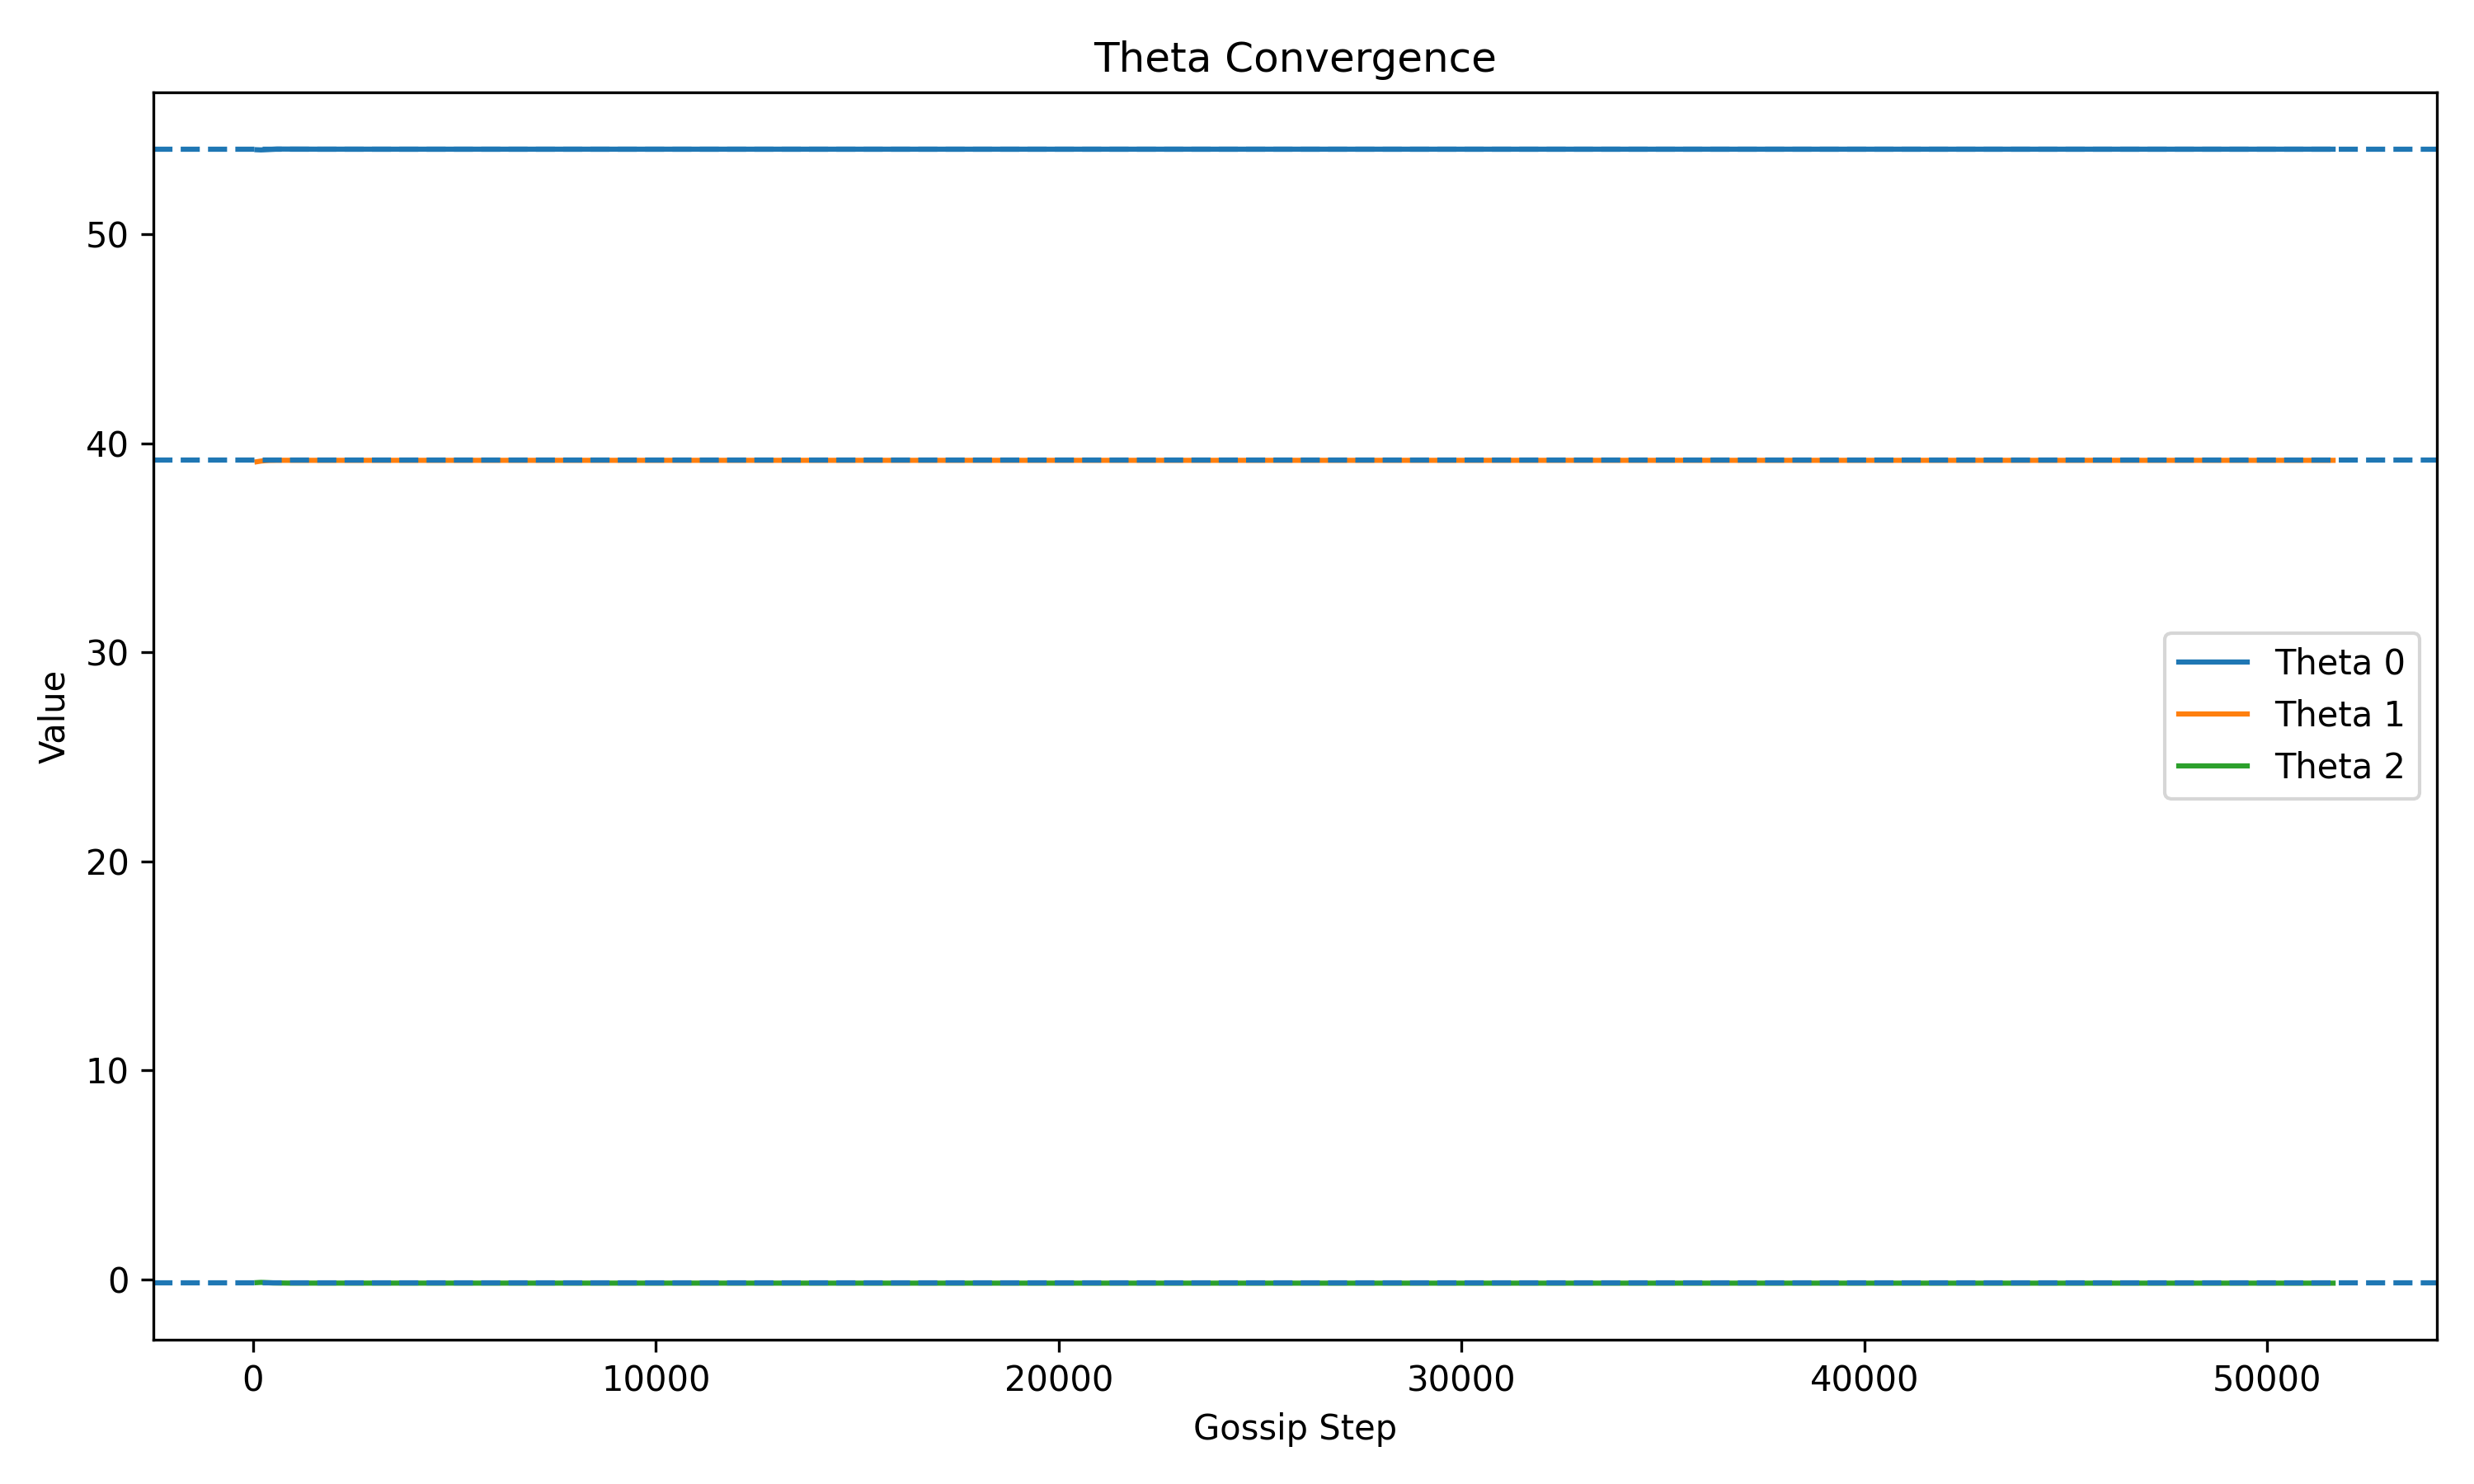 Theta Convergence
Value
50
40
30
20
10
0
Theta 0
Theta 1
Theta 2
0 10000 20000 30000 40000 50000
Gossip Step